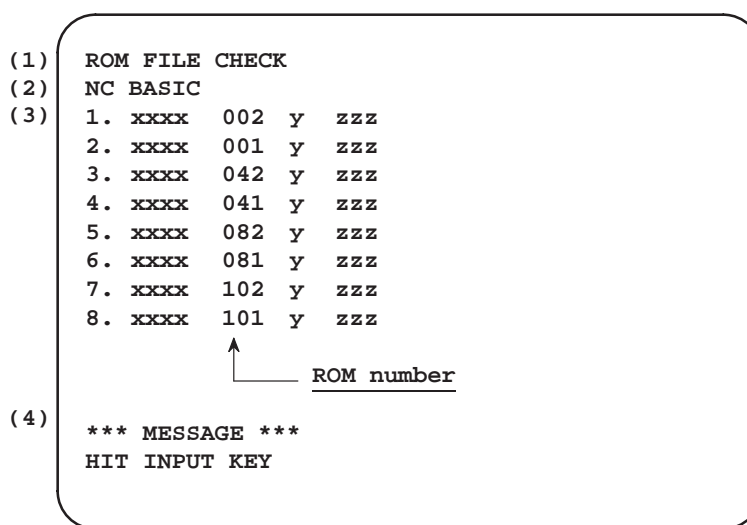 (1) ROM FILE CHECK
(2) NC BASIC
(3) 1. xxxx 002 y zzz
2. xxxx 001 y zzz
3. xxxx 042 y zzz
4. xxxx 041 y zzz
5. xxxx 082 y zzz
6. xxxx 081 y zzz
7. xxxx 102 y zzz
8. xxxx 101 y zzz
ROM number
(4) *** MESSAGE ***
HIT INPUT KEY